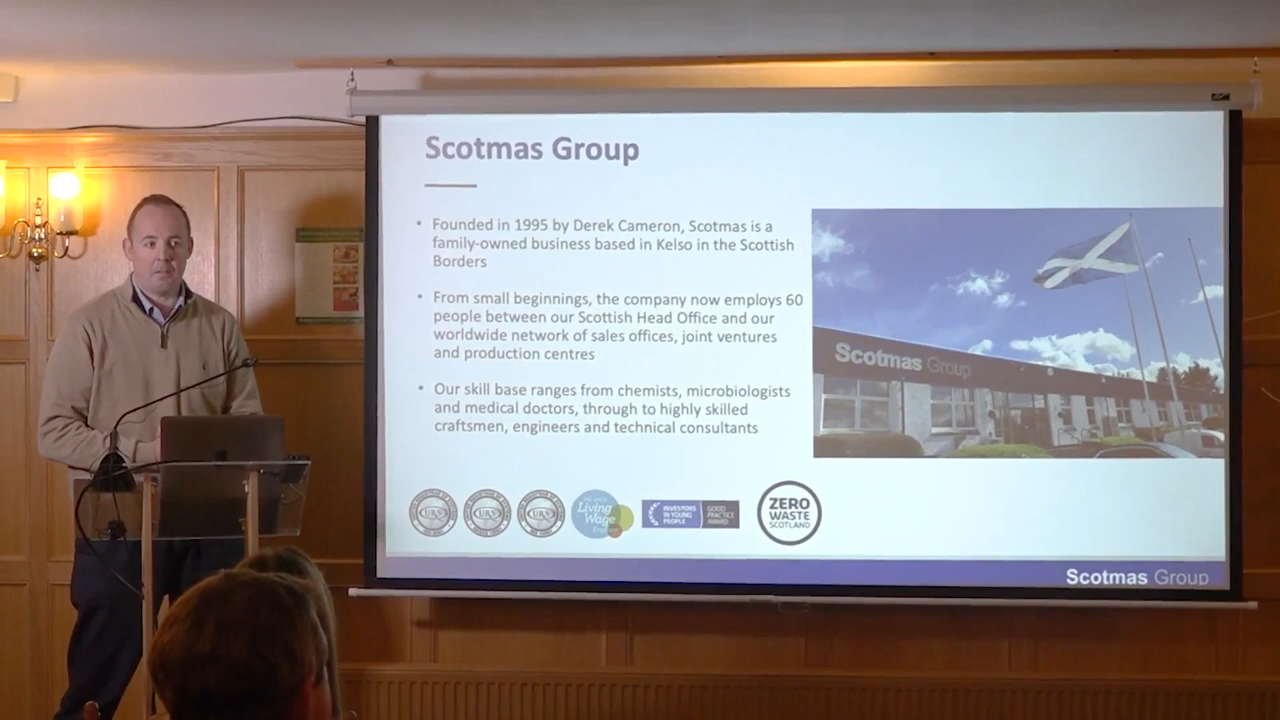 Scotmas Group
• Founded in 1995 by Derek Cameron, Scotmas is a
family-owned business based in Kelso in the Scottish
Borders
• From small beginnings, the company now employs 60
people between our Scottish Head Office and our
worldwide network of sales offices, joint ventures
and production centres
• Our skill base ranges from chemists, microbiologists
and medical doctors, through to highly skilled
craftsmen, engineers and technical consultants
Scotmas Group
URS
URS
URS
Living
Wage
INVESTORS
IN YOUNG
PEOPLE
GOOD
PRACTICE
AWARD
ZERO
WASTE
SCOTLAND
Scotmas Group